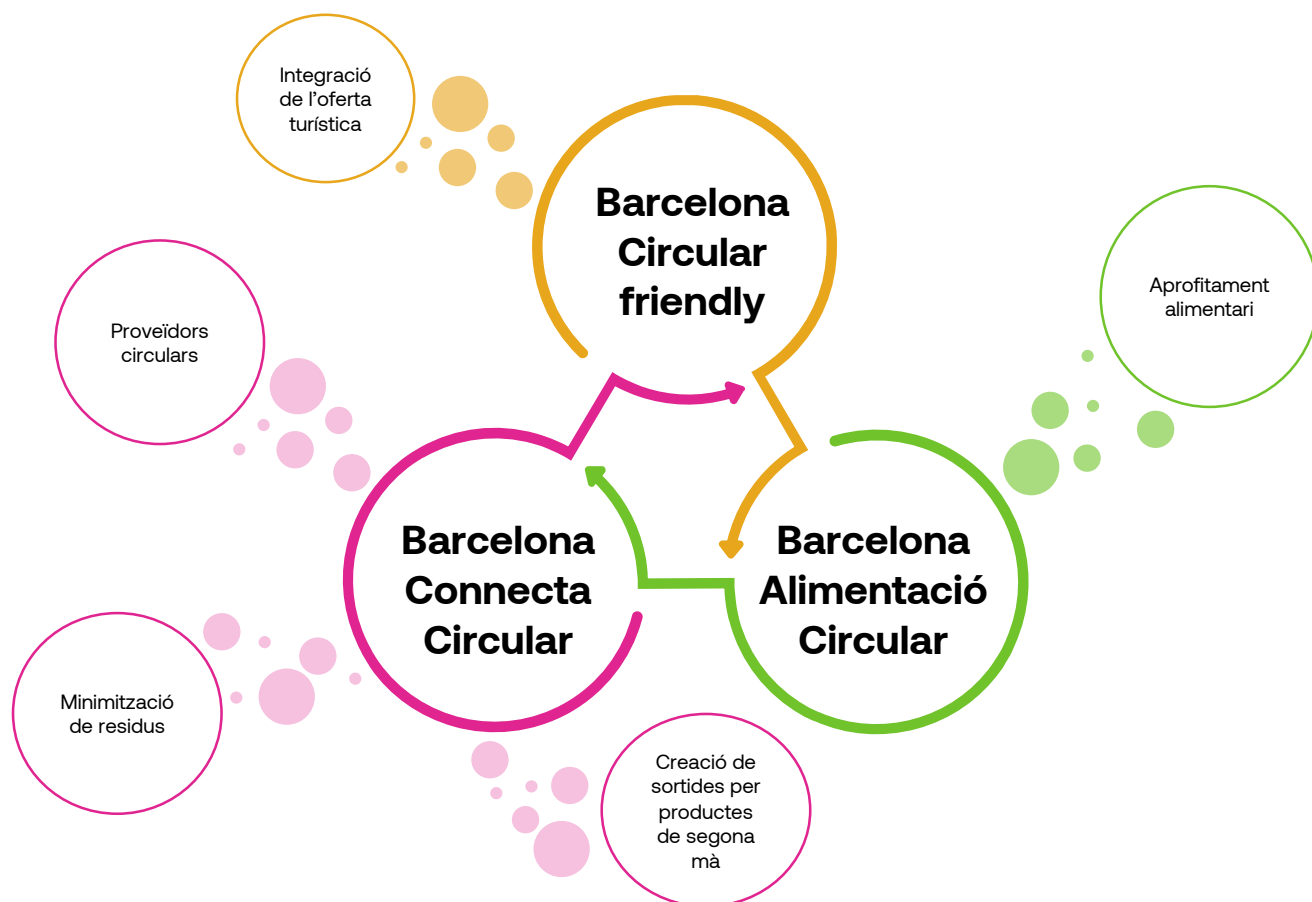 Integració
de l’oferta
turística
Barcelona
Circular
friendly
Aprofitament
alimentari
Proveïdors
circulars
Barcelona
Connecta
Circular
Barcelona
Alimentació
Circular
Minimització
de residus
Creació de
sortides per
productes
de segona
mà